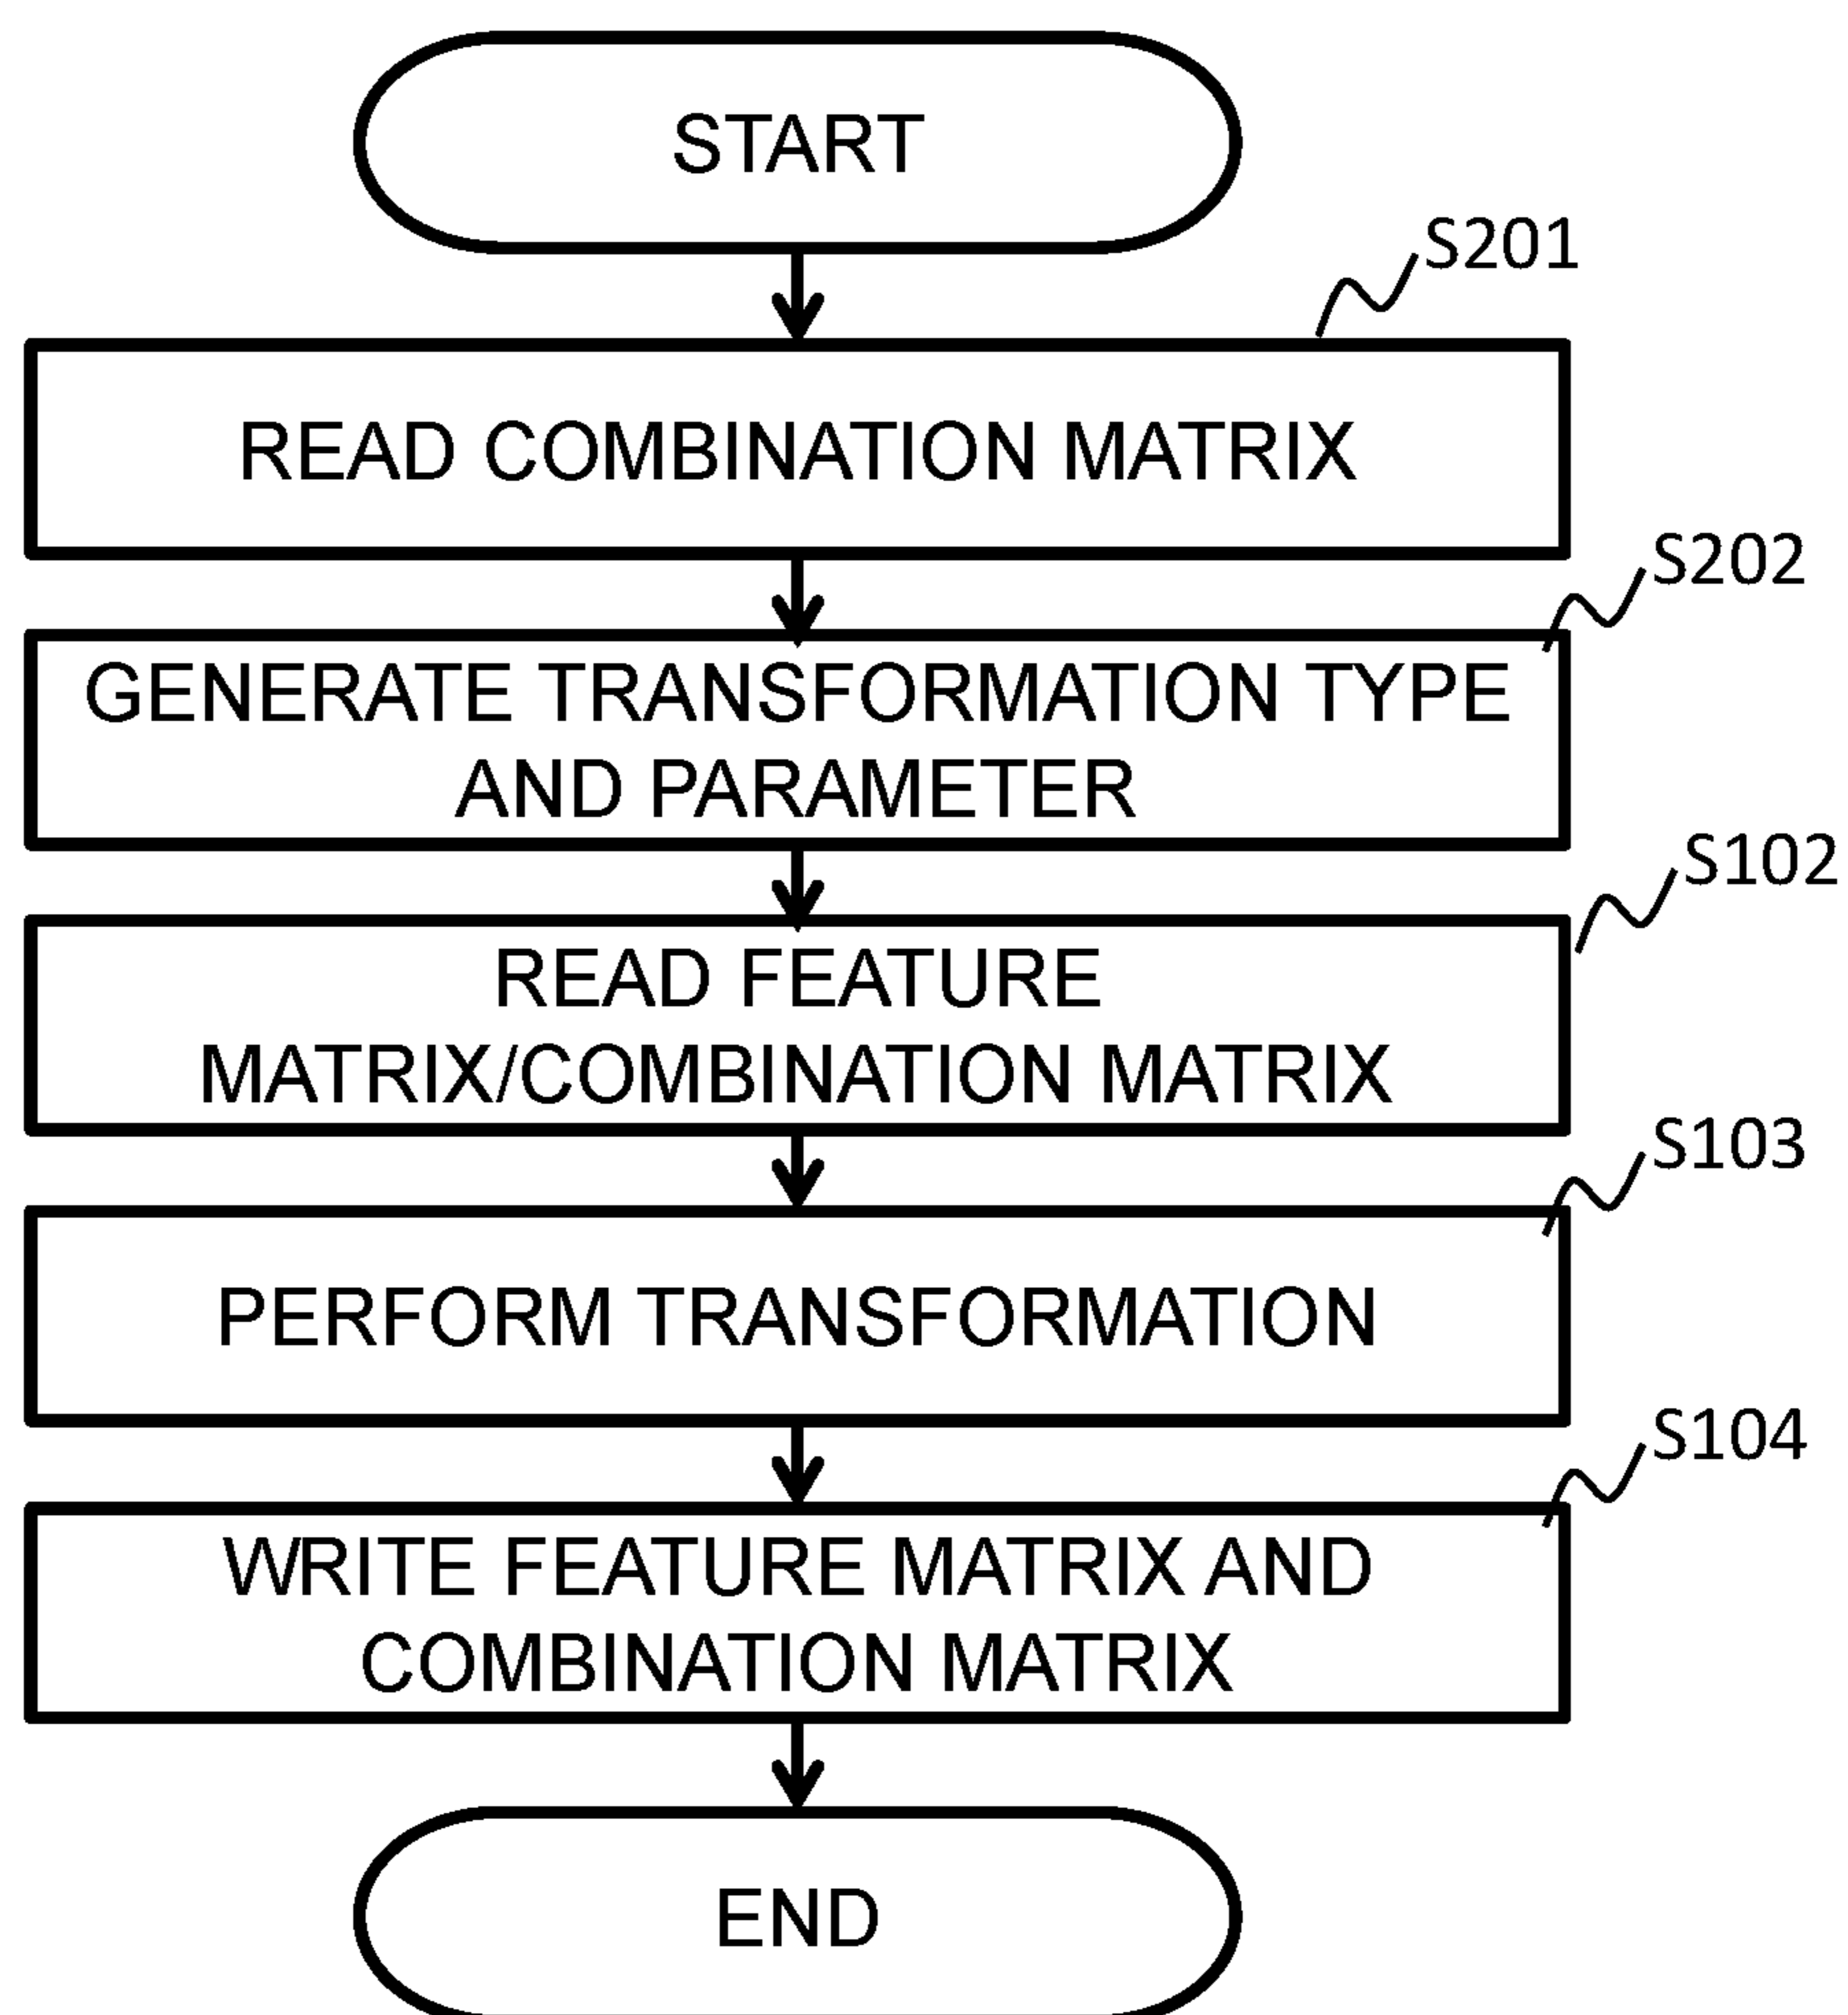 START
S201
READ COMBINATION MATRIX
S202
GENERATE TRANSFORMATION TYPE
AND PARAMETER
S102
READ FEATURE
MATRIX/COMBINATION MATRIX
S103
PERFORM TRANSFORMATION
S104
WRITE FEATURE MATRIX AND
COMBINATION MATRIX
END